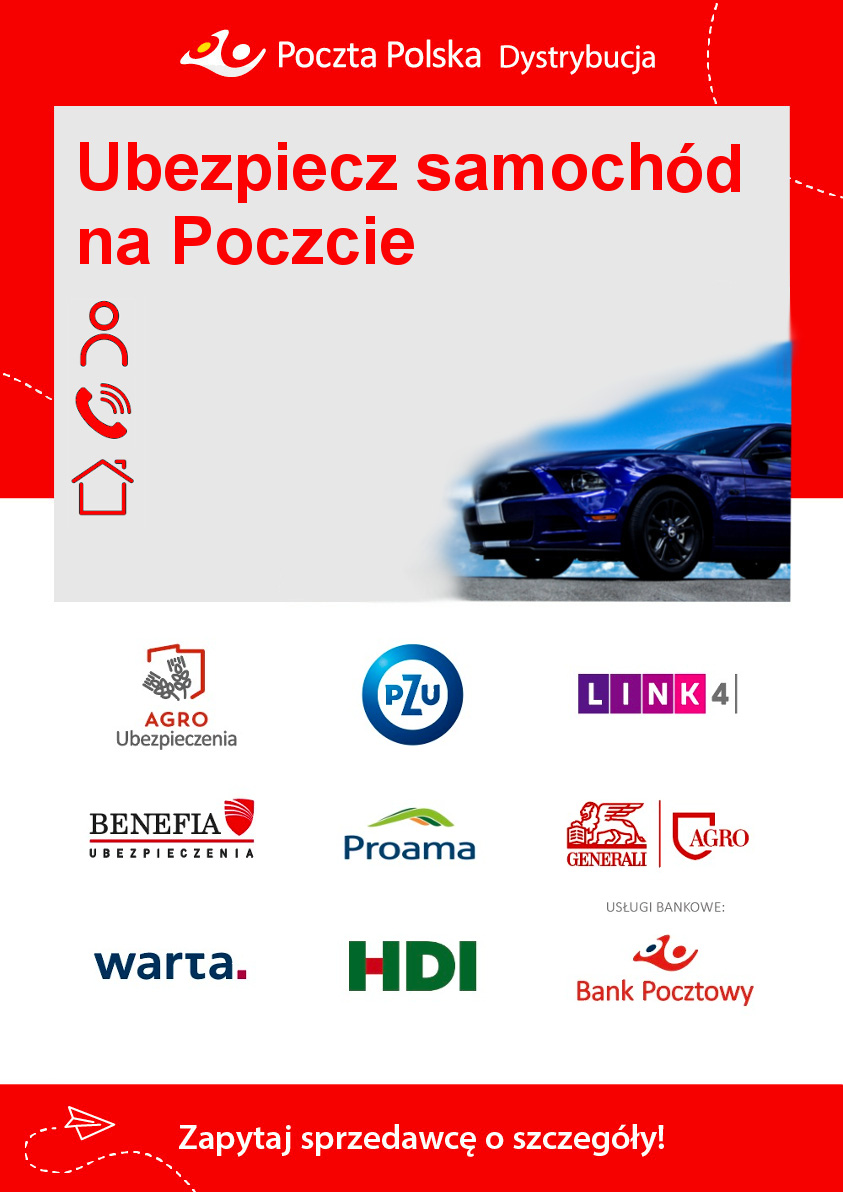 Poczta Polska Dystrybucja
Ubezpiecz samochód
na Poczcie
AGRO
Ubezpieczenia
PZU
LINK4
BENEFIA
UBEZPIECZENIA
Proama
GENERALI
AGRO
USŁUGI BANKOWE:
warta.
HDI
Bank Pocztowy
Zapytaj sprzedawcę o szczegóły!